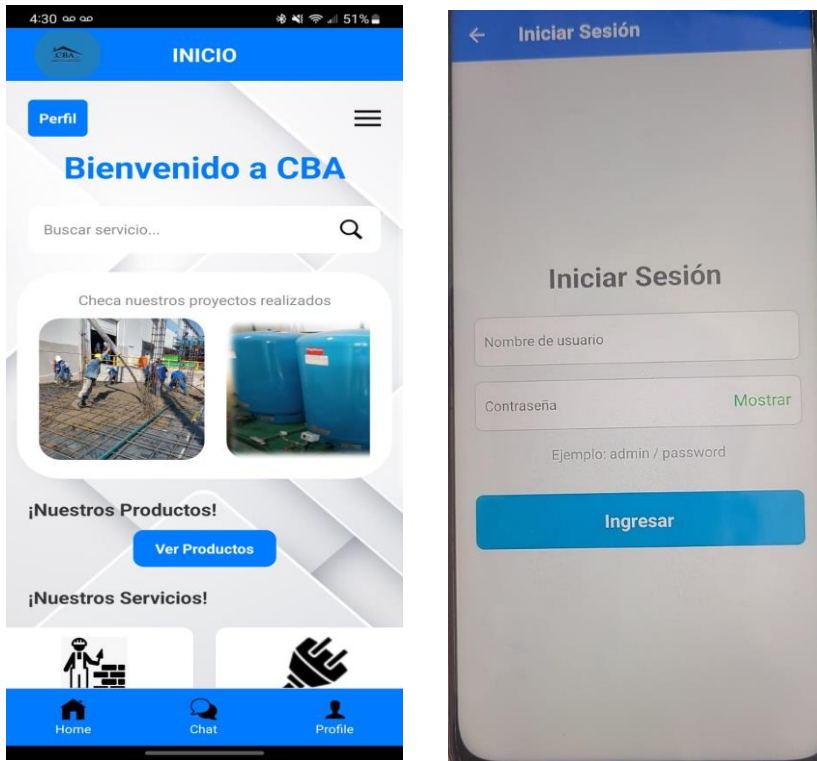 4:30
51%
CBA
INICIO
Perfil
Bienvenido a CBA
Buscar servicio...
Checa nuestros proyectos realizados
¡Nuestros Productos!
Ver Productos
¡Nuestros Servicios!
Home
Chat
Profile
Iniciar Sesión
Iniciar Sesión
Nombre de usuario
Contraseña
Mostrar
Ejemplo: admin / password
Ingresar